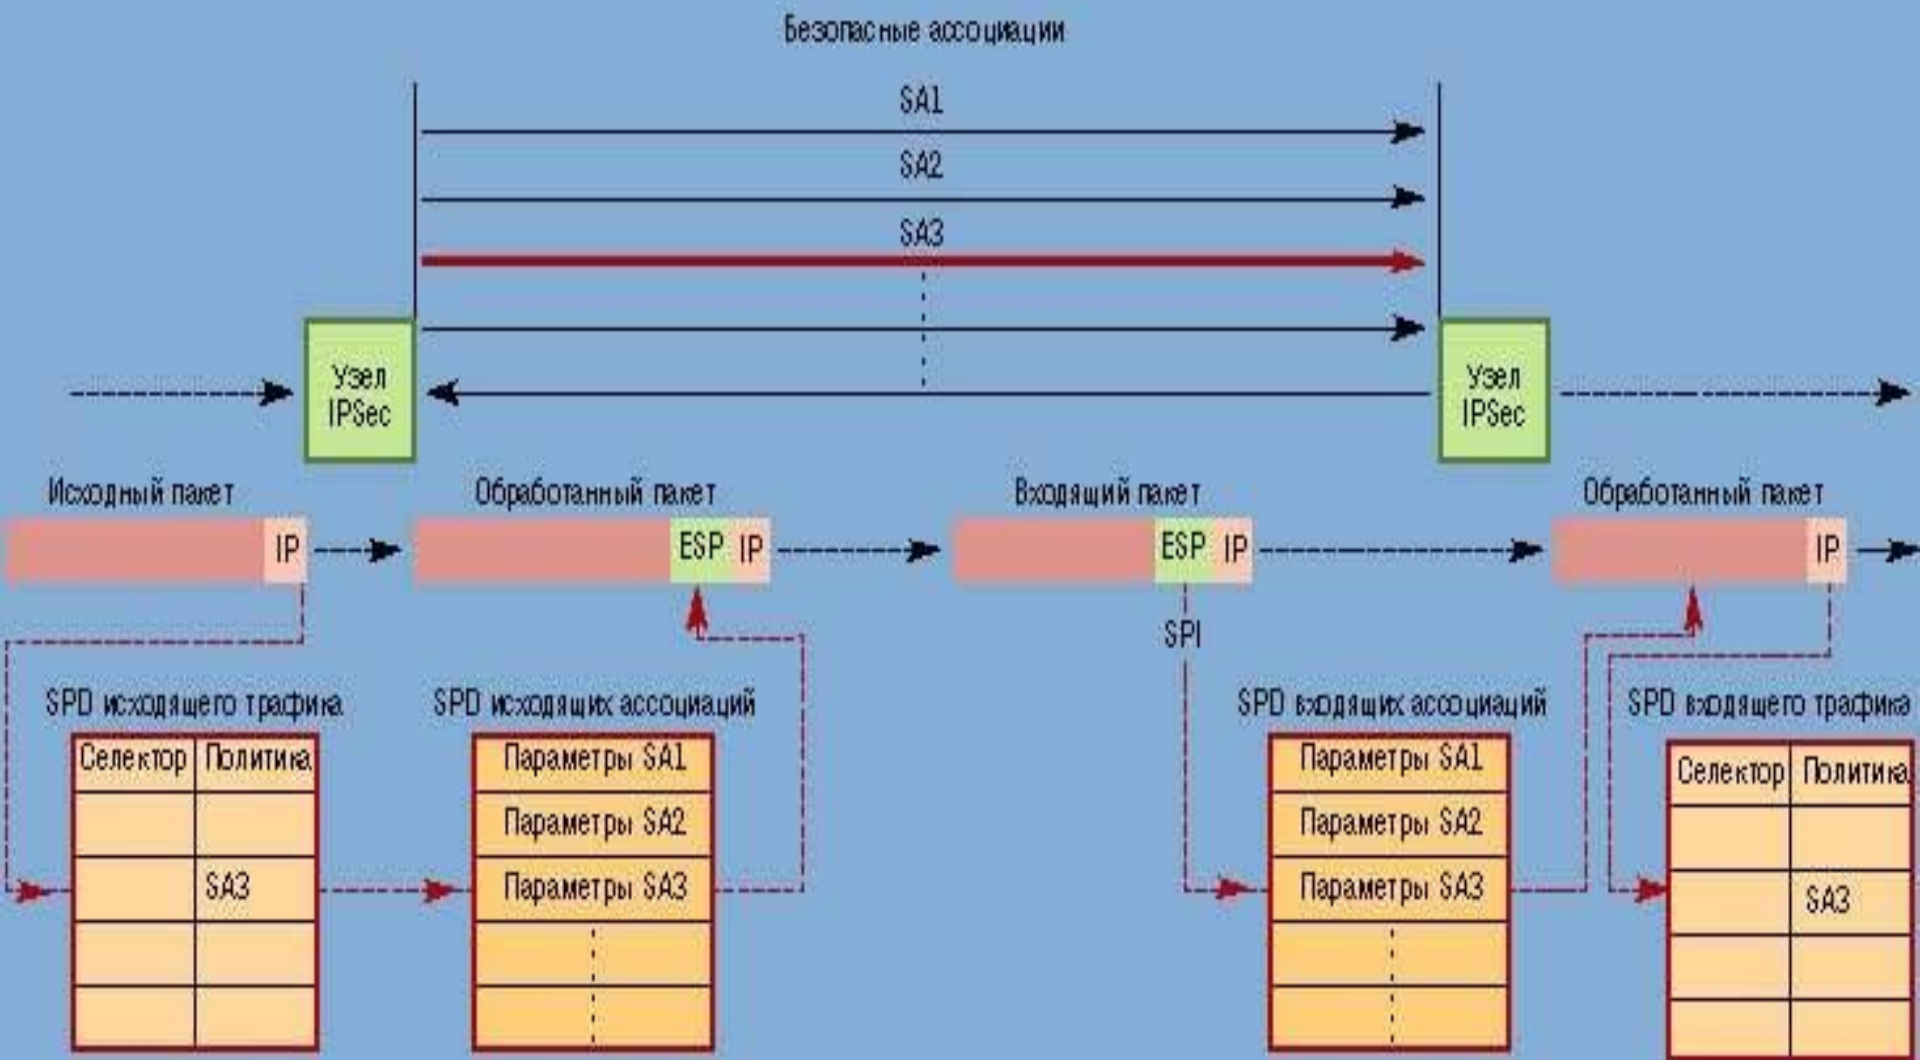 Безопасные ассоциации
SA1
SA2
SA3
Узел
IPSec
Узел
IPSec
Исходный пакет
Обработанный пакет
Входящий пакет
Обработанный пакет
IP
ESP IP
ESP IP
IP
SPI
SPD исходящего трафика
SPD исходящих ассоциаций
SPD входящих ассоциаций
SPD входящего трафика
Селектор Политика
SA3
Параметры SA1
Параметры SA2
Параметры SA3
Параметры SA1
Параметры SA2
Параметры SA3
Селектор Политика
SA3